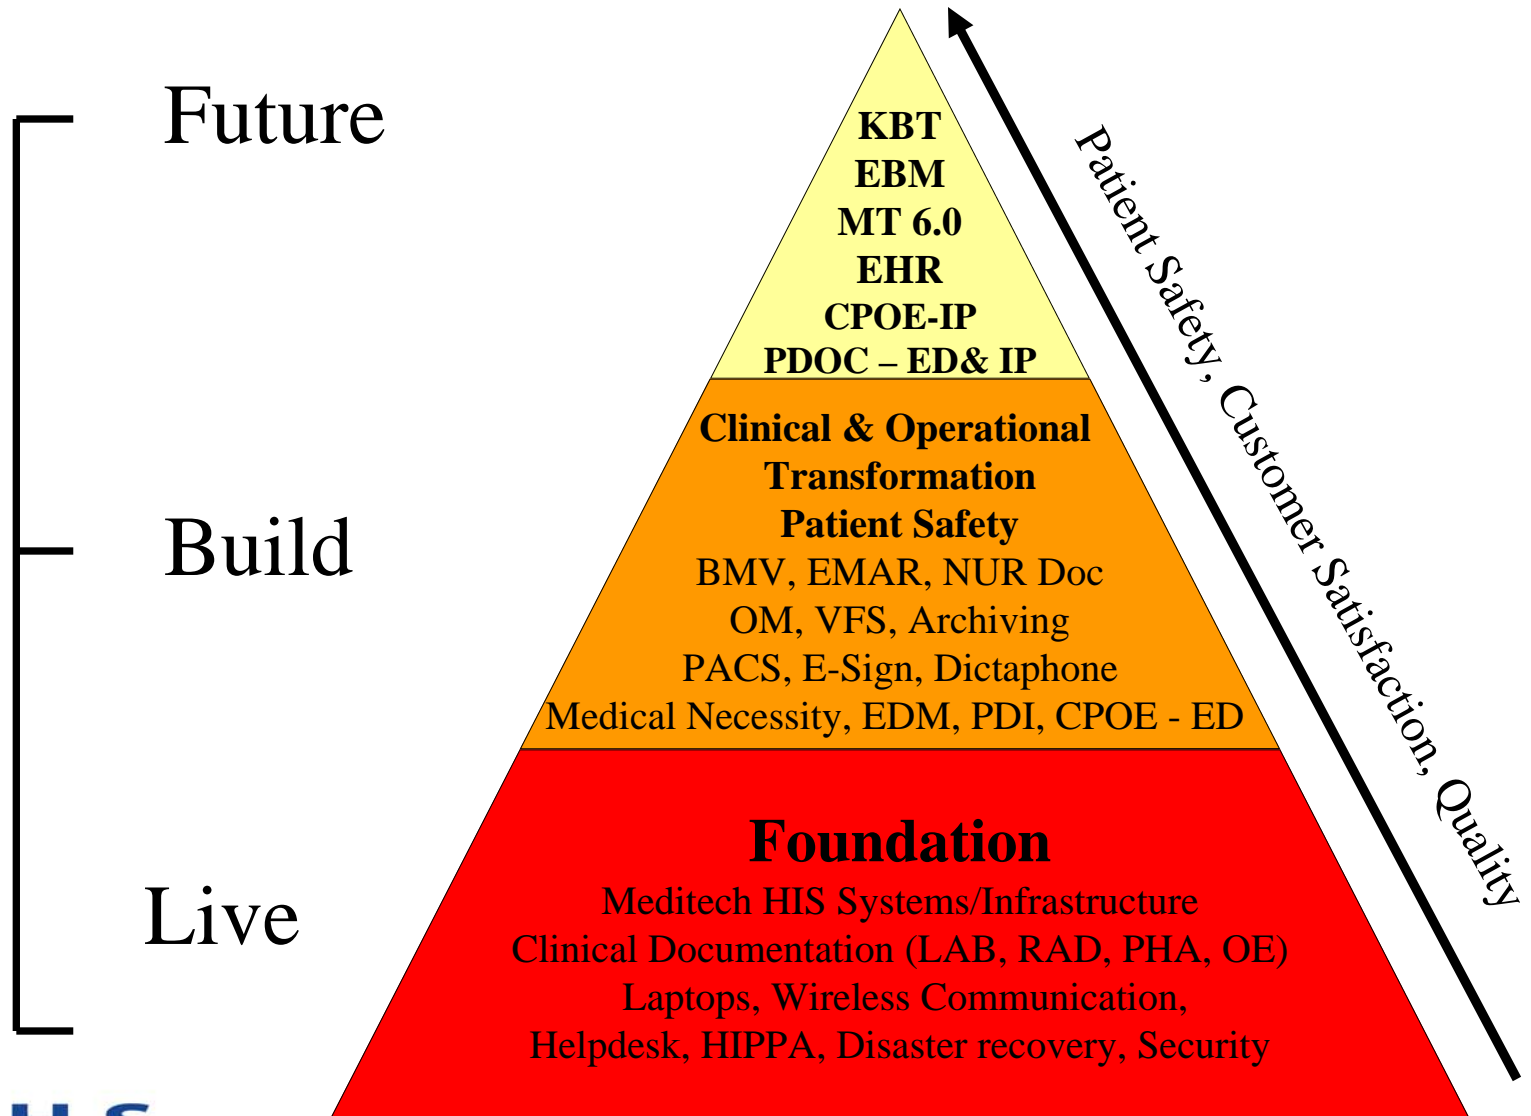 Future
KBT
EBM
MT 6.0
EHR
CPOE-IP
PDOC – ED& IP
Build
Clinical & Operational
Transformation
Patient Safety
BMV, EMAR, NUR Doc
OM, VFS, Archiving
PACS, E-Sign, Dictaphone
Medical Necessity, EDM, PDI, CPOE - ED
Live
Foundation
Meditech HIS Systems/Infrastructure
Clinical Documentation (LAB, RAD, PHA, OE)
Laptops, Wireless Communication,
Helpdesk, HIPPA, Disaster recovery, Security
Patient Safety, Customer Satisfaction, Quality